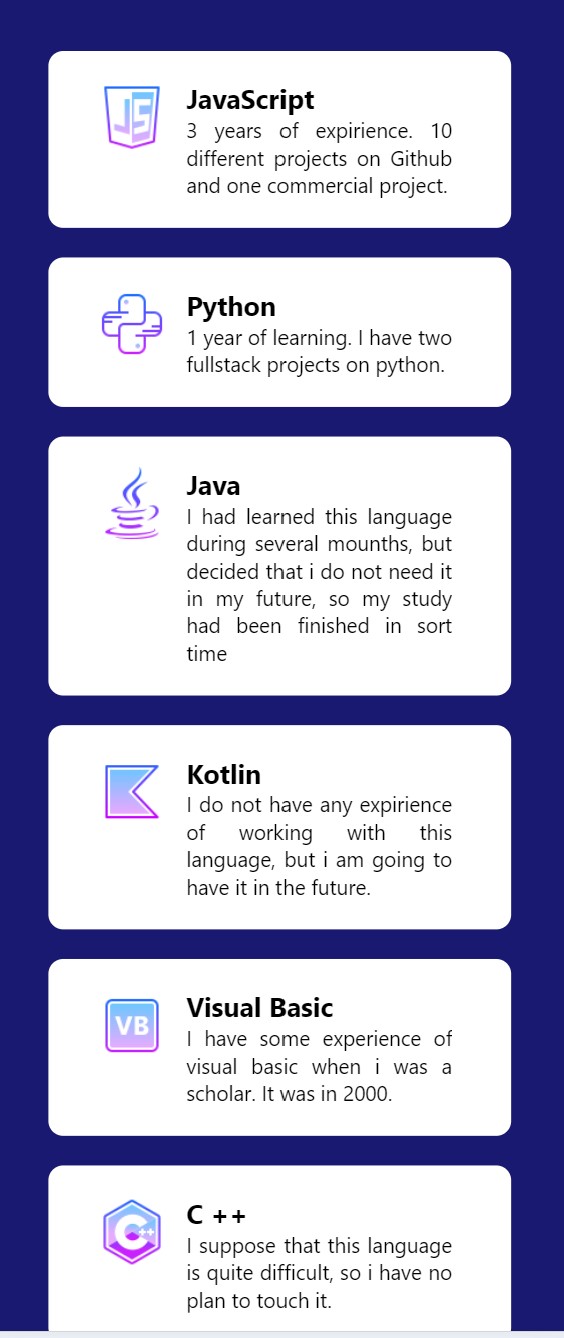 JS
JavaScript
3 years of expirience. 10
different projects on Github
and one commercial project.
Python
1 year of learning. I have two
fullstack projects on python.
Java
I had learned this language
during several mounths, but
decided that i do not need it
in my future, so my study
had been finished in sort
time
Kotlin
I do not have any expirience
of working with this
language, but i am going to
have it in the future.
VB
Visual Basic
I have some experience of
visual basic when i was a
scholar. It was in 2000.
C++
C ++
I suppose that this language
is quite difficult, so i have no
plan to touch it.